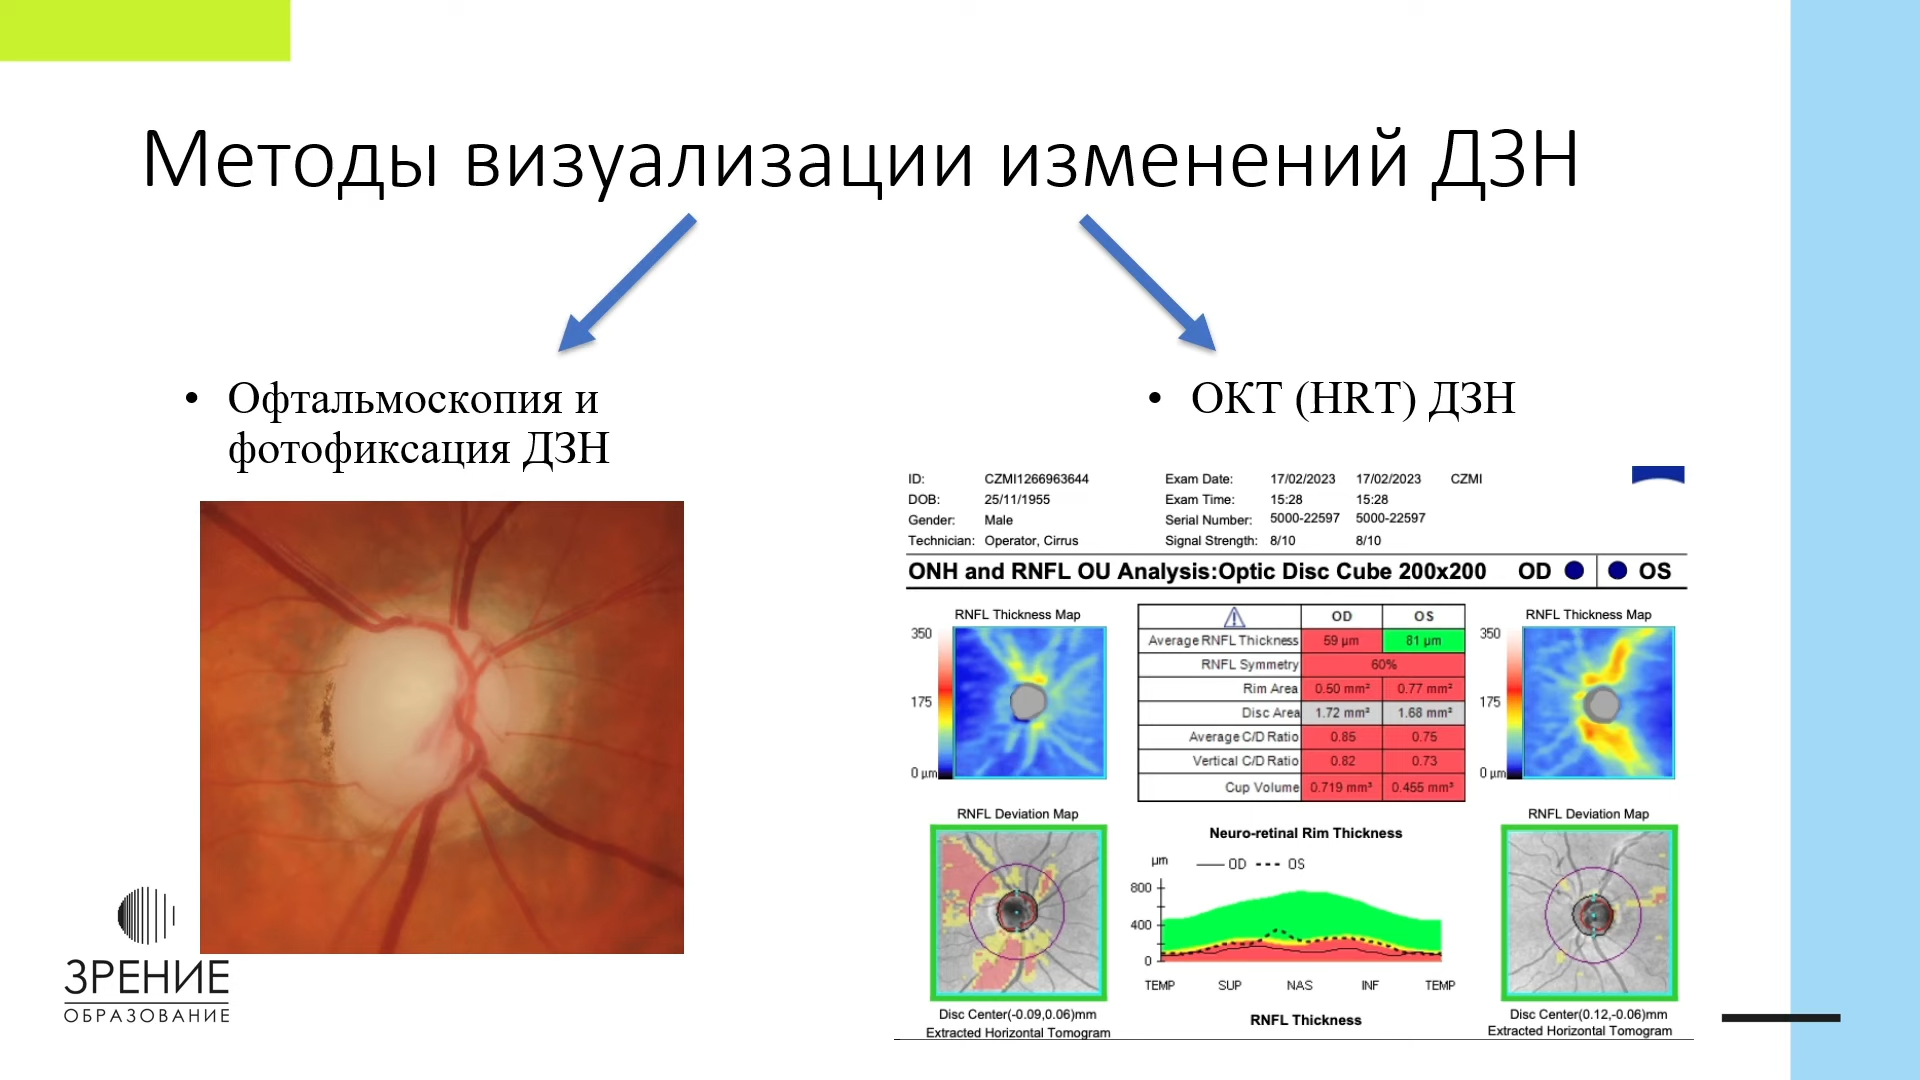 Методы визуализации изменений ДЗН
• Офтальмоскопия и
фотофиксация ДЗН
• ОКТ (HRT) ДЗН
ID: CZMI1266963644 Exam Date: 17/02/2023 17/02/2023 CZMI
DOB: 25/11/1955 Exam Time: 15:28 15:28
Gender: Male Serial Number: 5000-22597 5000-22597
Technician: Operator, Cirrus Signal Strength: 8/10 8/10
ONH and RNFL OU Analysis:Optic Disc Cube 200x200 OD OS
RNFL Thickness Map
350
175
0 µm
OD OS
Average RNFL Thickness 59 µm 81 µm
RNFL Symmetry 60%
Rim Area 0.50 mm² 0.77 mm²
Disc Area 1.72 mm² 1.68 mm²
Average C/D Ratio 0.85 0.75
Vertical C/D Ratio 0.82 0.73
Cup Volume 0.719 mm³ 0.455 mm³
RNFL Thickness Map
350
175
0 µm
RNFL Deviation Map
Disc Center(-0.09,0.06)mm
Extracted Horizontal Tomogram
Neuro-retinal Rim Thickness
µm OD OS
800
400
0
TEMP SUP NAS INF TEMP
RNFL Thickness
RNFL Deviation Map
Disc Center(0.12,-0.06)mm
Extracted Horizontal Tomogram
ЗРЕНИЕ
ОБРАЗОВАНИЕ